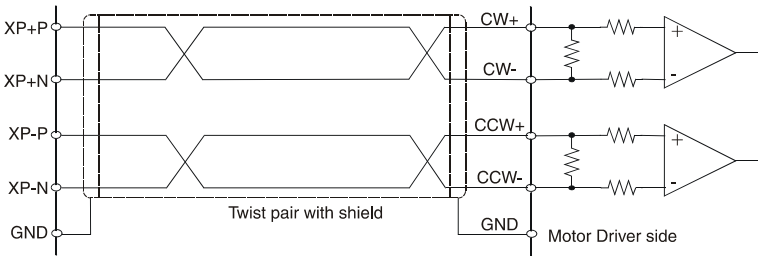 XP+P
CW+
+
XP+N
CW-
-
XP-P
CCW+
+
XP-N
CCW-
-
Twist pair with shield
GND
GND
Motor Driver side